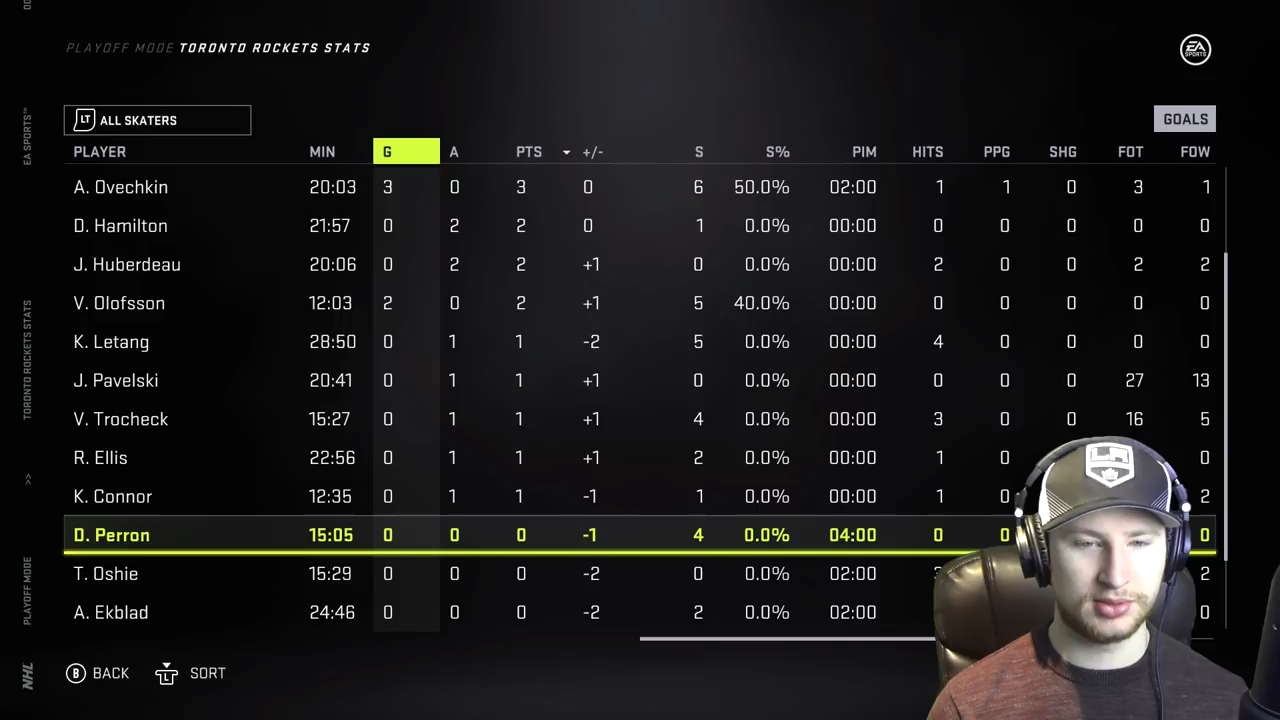 PLAYOFF MODE TORONTO ROCKETS STATS
EA SPORTS
LT ALL SKATERS
GOALS
PLAYER MIN G A PTS +/- S S% PIM HITS PPG SHG FOT FOW
A. Ovechkin 20:03 3 0 3 0 6 50.0% 02:00 1 1 0 3 1
D. Hamilton 21:57 0 2 2 0 1 0.0% 00:00 0 0 0 0 0
J. Huberdeau 20:06 0 2 2 +1 0 0.0% 00:00 2 0 0 2 2
V. Olofsson 12:03 2 0 2 +1 5 40.0% 00:00 0 0 0 0 0
K. Letang 28:50 0 1 1 -2 5 0.0% 00:00 4 0 0 0 0
J. Pavelski 20:41 0 1 1 +1 0 0.0% 00:00 0 0 0 27 13
V. Trocheck 15:27 0 1 1 +1 4 0.0% 00:00 3 0 0 16 5
R. Ellis 22:56 0 1 1 +1 2 0.0% 00:00 1 0 0
K. Connor 12:35 0 1 1 -1 1 0.0% 00:00 1 0 2
D. Perron 15:05 0 0 0 -1 4 0.0% 04:00 0 0 0
T. Oshie 15:29 0 0 0 -2 0 0.0% 02:00 2
A. Ekblad 24:46 0 0 0 -2 2 0.0% 02:00 0
B BACK L SORT
NHL PLAYOFF MODE >> TORONTO ROCKETS STATS EA SPORTS™
LA